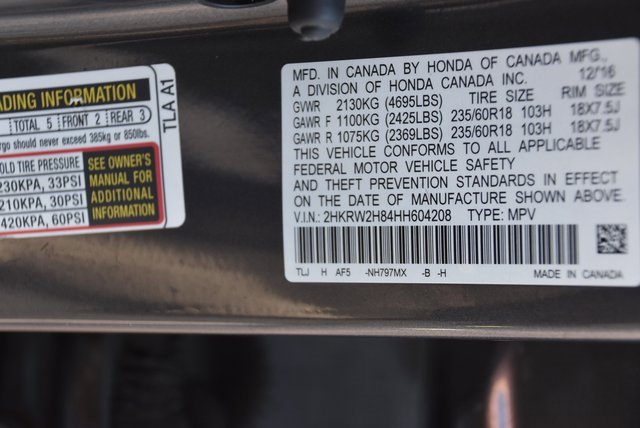 ADING INFORMATION
TOTAL 5 FRONT 2 REAR 3
rgo should never exceed 385kg or 850lbs.
OLD TIRE PRESSURE
230KPA, 33PSI
210KPA, 30PSI
420KPA, 60PSI
SEE OWNER'S
MANUAL FOR
ADDITIONAL
INFORMATION
TLA A1
MFD. IN CANADA BY HONDA OF CANADA MFG.,
A DIVISION OF HONDA CANADA INC. 12/16
GVWR 2130KG (4695LBS) TIRE SIZE RIM SIZE
GAWR F 1100KG (2425LBS) 235/60R18 103H 18X7.5J
GAWR R 1075KG (2369LBS) 235/60R18 103H 18X7.5J
THIS VEHICLE CONFORMS TO ALL APPLICABLE
FEDERAL MOTOR VEHICLE SAFETY
AND THEFT PREVENTION STANDARDS IN EFFECT
ON THE DATE OF MANUFACTURE SHOWN ABOVE.
V.I.N.: 2HKRW2H84HH604208 TYPE: MPV
TLJ H AF5 -NH797MX -B -H MADE IN CANADA